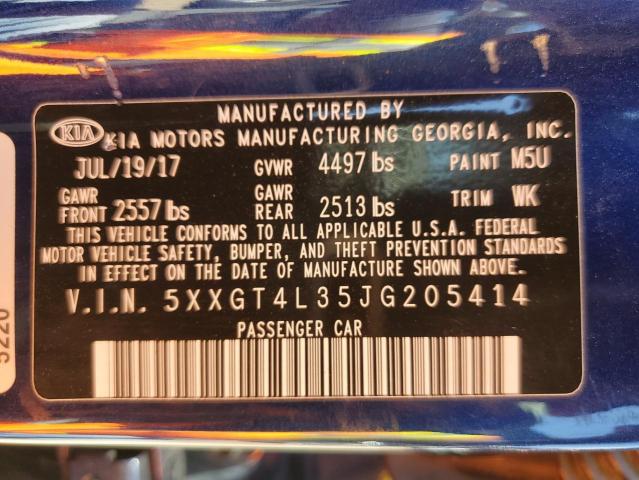 MANUFACTURED BY
KIA KIA MOTORS MANUFACTURING GEORGIA, INC.
JUL/19/17 GVWR 4497 lbs PAINT M5U
GAWR FRONT 2557 lbs GAWR REAR 2513 lbs TRIM WK
THIS VEHICLE CONFORMS TO ALL APPLICABLE U.S.A. FEDERAL
MOTOR VEHICLE SAFETY, BUMPER, AND THEFT PREVENTION STANDARDS
IN EFFECT ON THE DATE OF MANUFACTURE SHOWN ABOVE.
V.I.N. 5XXGT4L35JG205414
PASSENGER CAR
5220